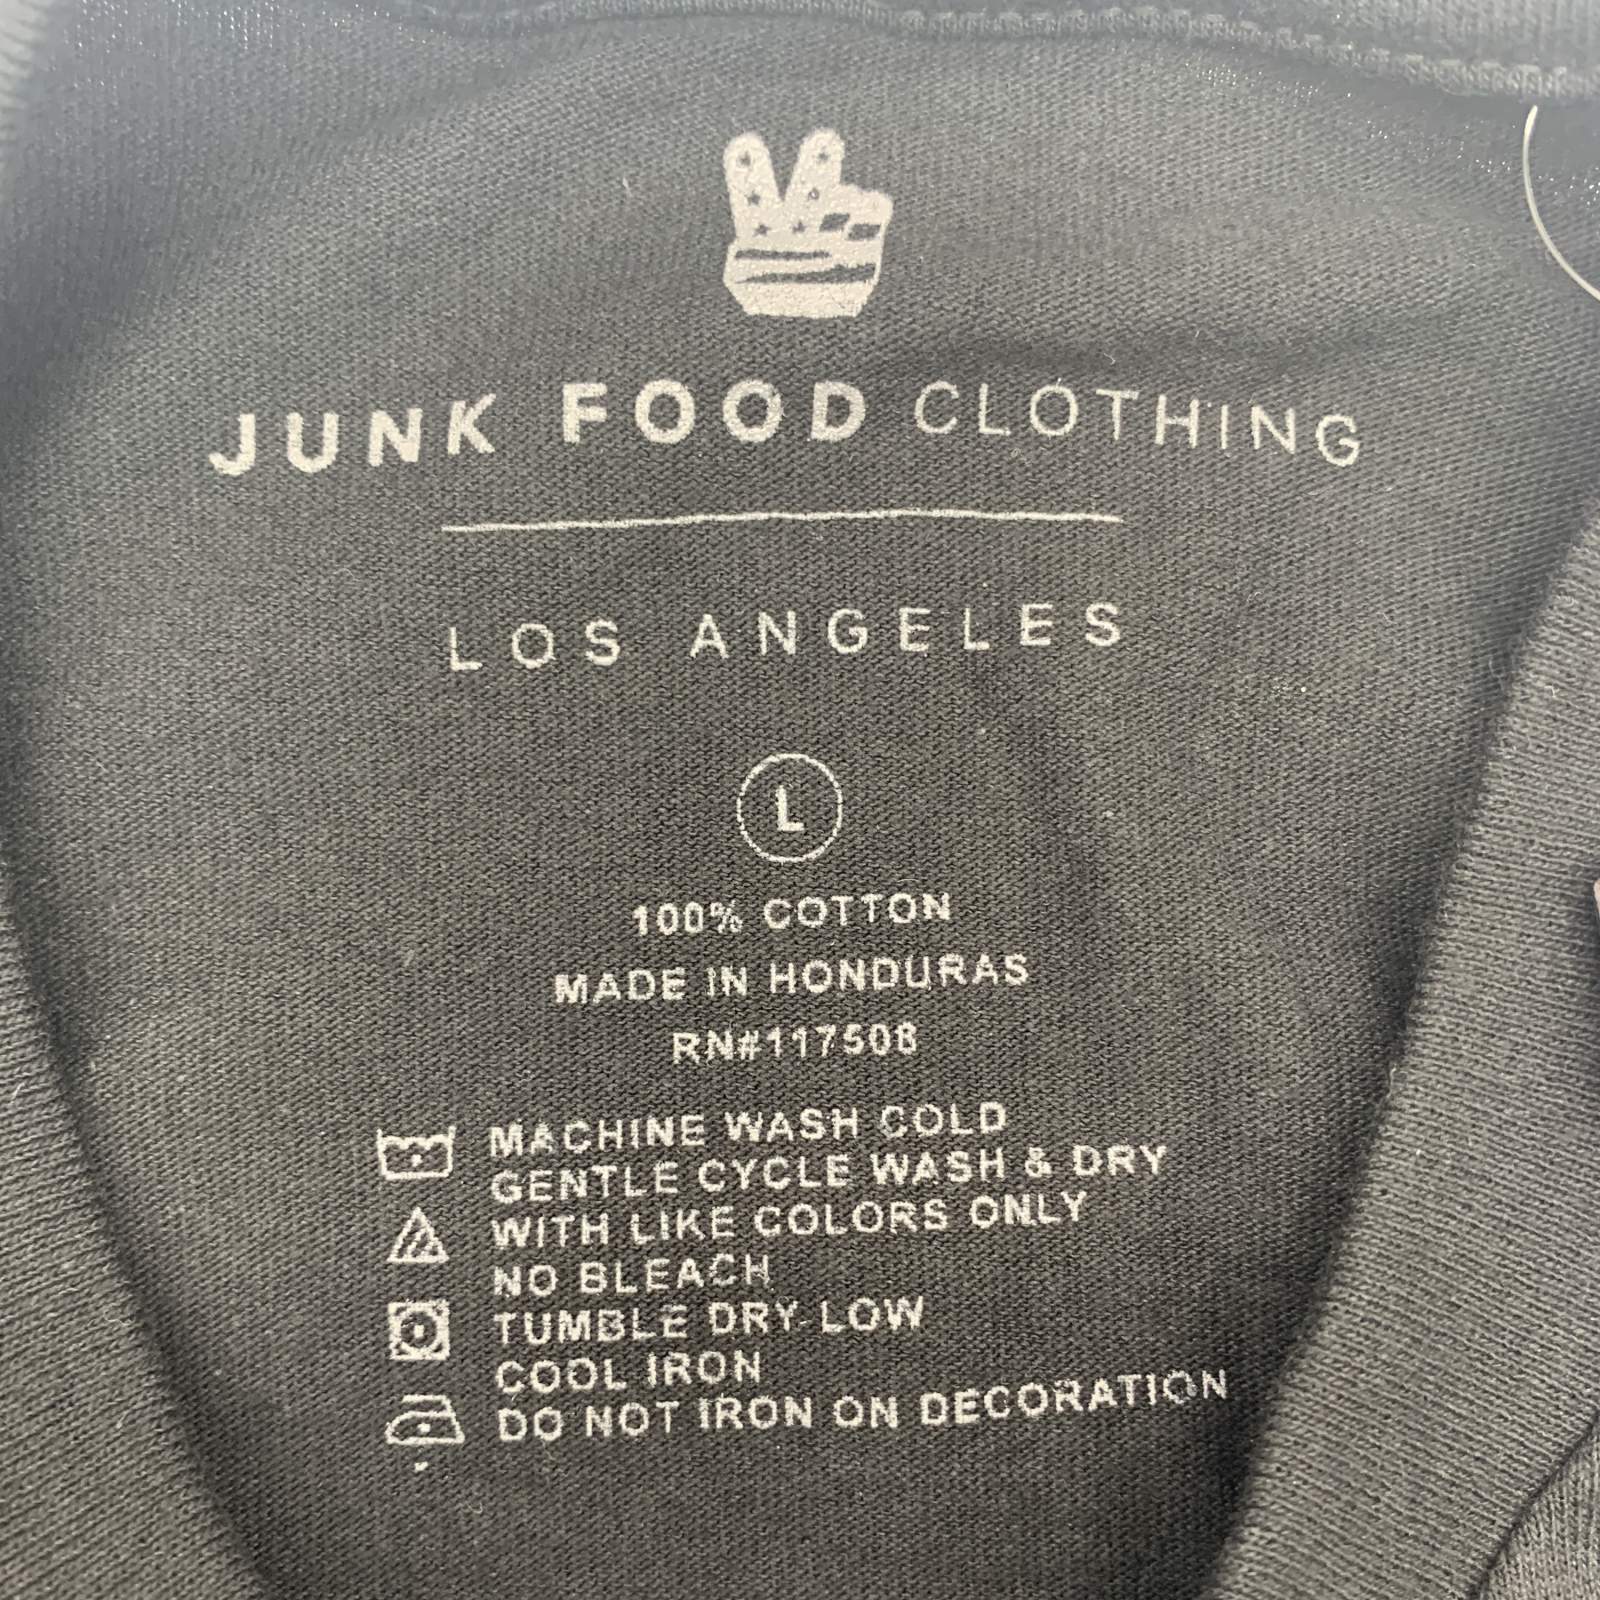 JUNK FOOD CLOTHING
LOS ANGELES
L
100% COTTON
MADE IN HONDURAS
RN#117506
MACHINE WASH COLD
GENTLE CYCLE WASH & DRY
WITH LIKE COLORS ONLY
NO BLEACH
TUMBLE DRY LOW
COOL IRON
DO NOT IRON ON DECORATION